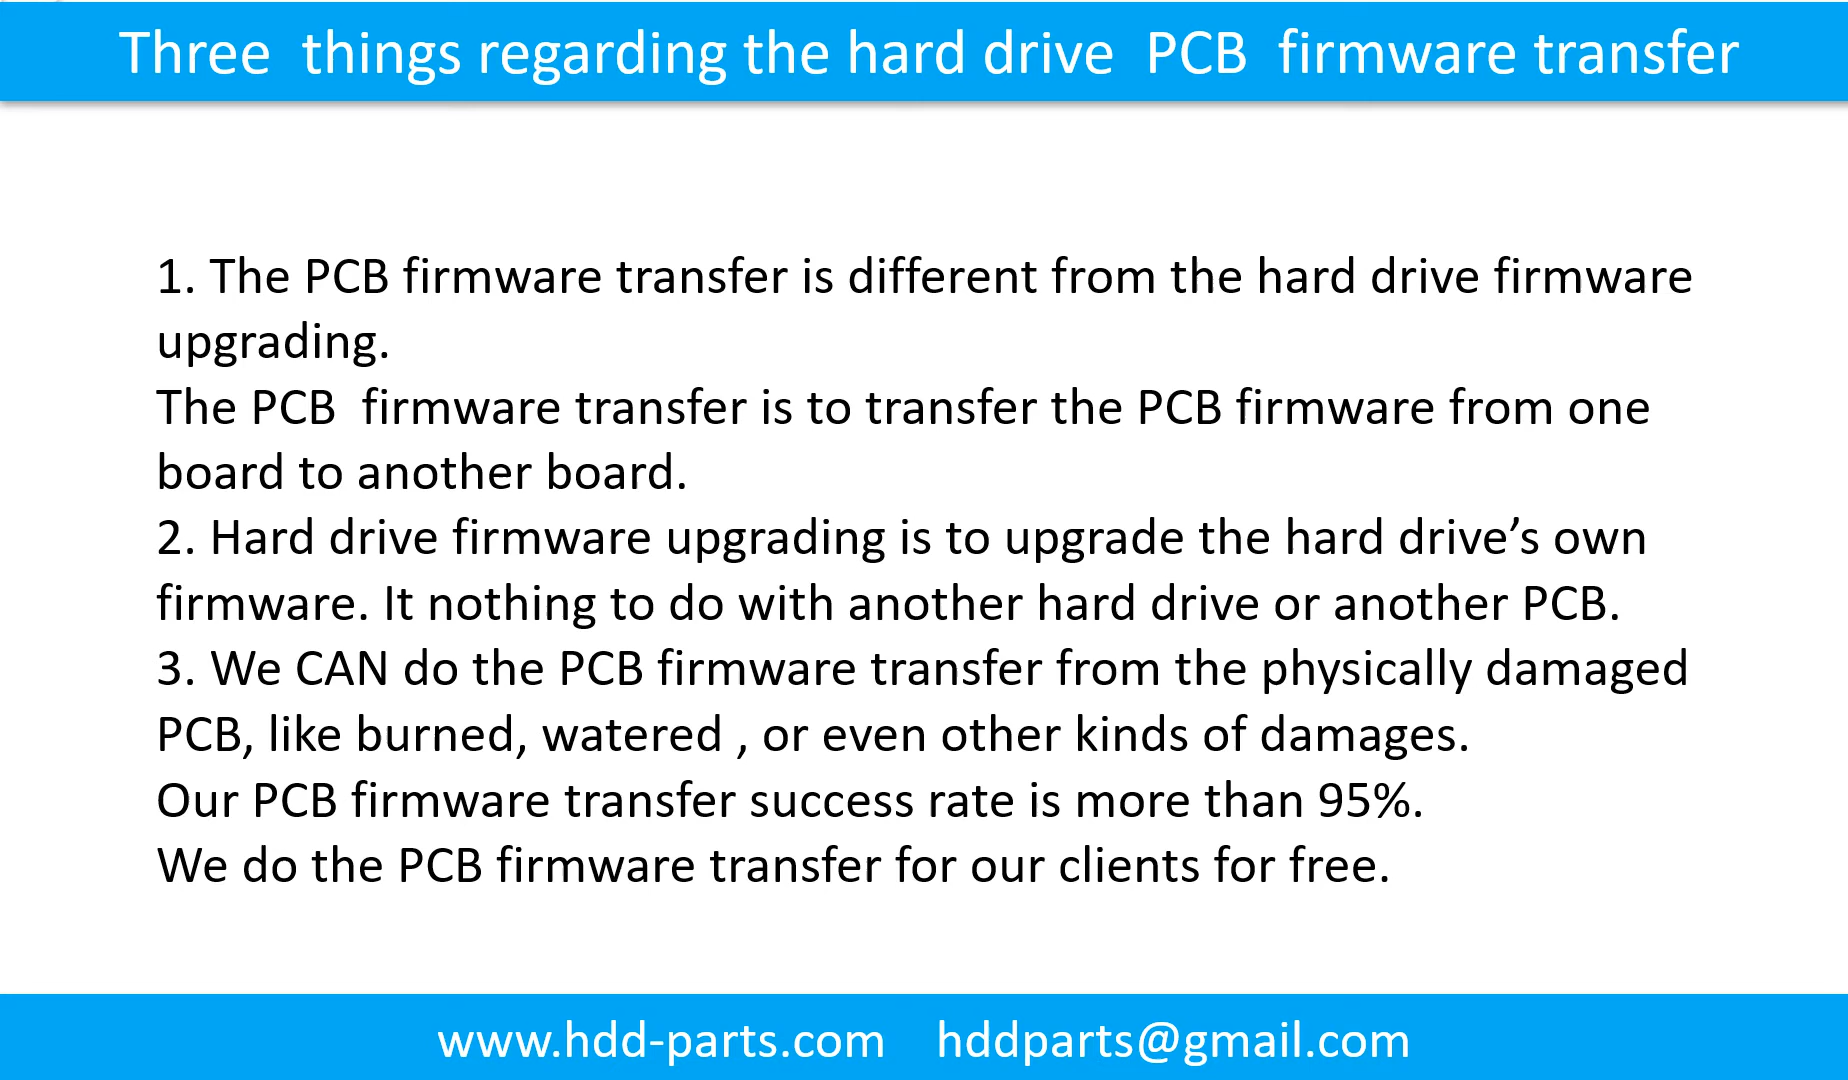 Three things regarding the hard drive PCB firmware transfer
1. The PCB firmware transfer is different from the hard drive firmware
upgrading.
The PCB firmware transfer is to transfer the PCB firmware from one
board to another board.
2. Hard drive firmware upgrading is to upgrade the hard drive’s own
firmware. It nothing to do with another hard drive or another PCB.
3. We CAN do the PCB firmware transfer from the physically damaged
PCB, like burned, watered , or even other kinds of damages.
Our PCB firmware transfer success rate is more than 95%.
We do the PCB firmware transfer for our clients for free.
www.hdd-parts.com hddparts@gmail.com